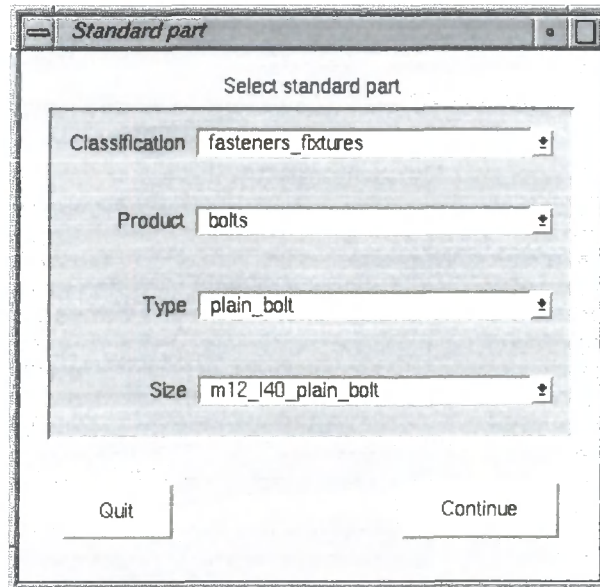 Standard part
Select standard part
Classification fasteners_fixtures
Product bolts
Type plain_bolt
Size m12_l40_plain_bolt
Quit Continue